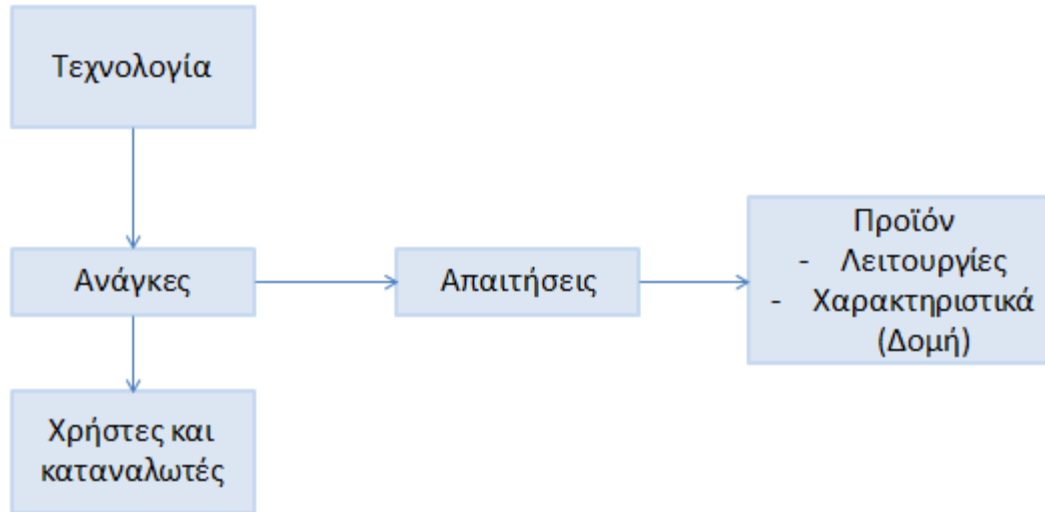 Τεχνολογία
Ανάγκες
Απαιτήσεις
Προϊόν
- Λειτουργίες
- Χαρακτηριστικά
(Δομή)
Χρήστες και
καταναλωτές